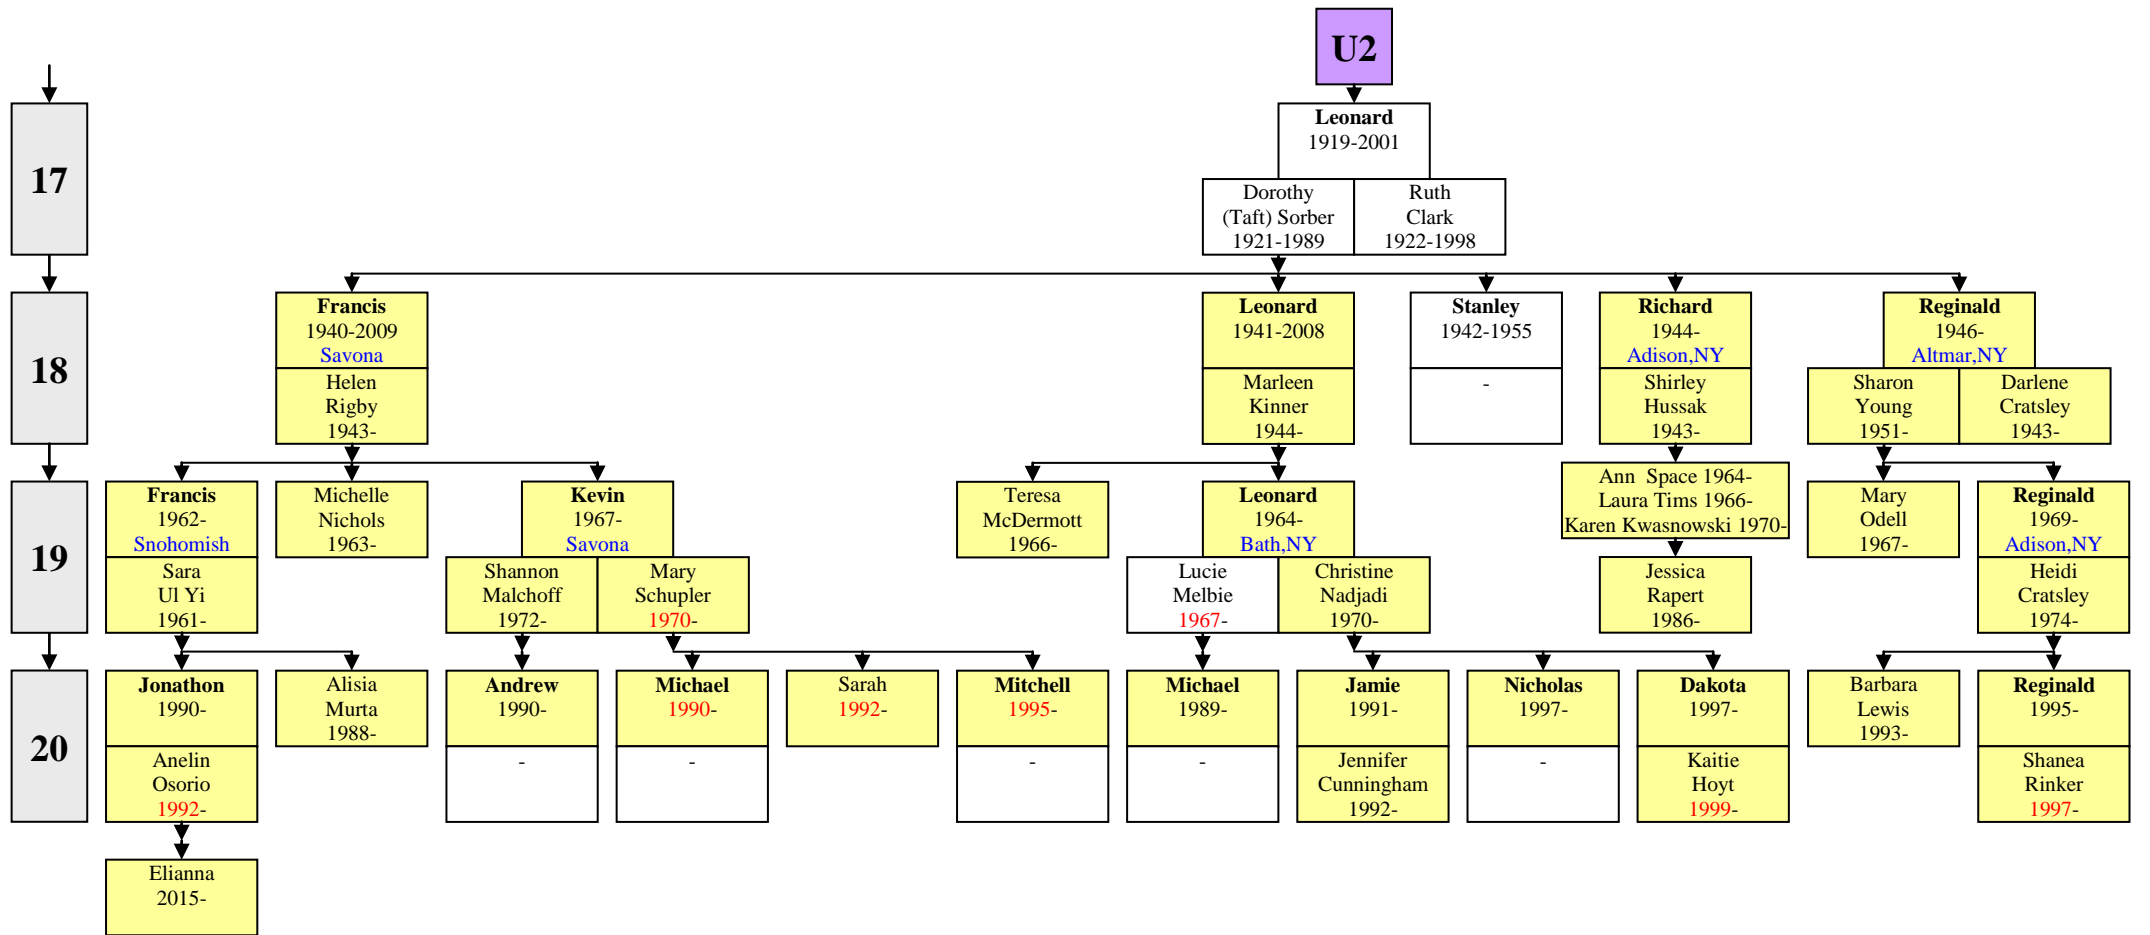 U2
17
Leonard
1919-2001
Dorothy
(Taft) Sorber
1921-1989
Ruth
Clark
1922-1998
18
Francis
1940-2009
Savona
Helen
Rigby
1943-
Leonard
1941-2008
Marleen
Kinner
1944-
Stanley
1942-1955
-
Richard
1944-
Adison,NY
Shirley
Hussak
1943-
Reginald
1946-
Altmar,NY
Sharon
Young
1951-
Darlene
Cratsley
1943-
19
Francis
1962-
Snohomish
Sara
Ul Yi
1961-
Michelle
Nichols
1963-
Kevin
1967-
Savona
Shannon
Malchoff
1972-
Mary
Schupler
1970-
Teresa
McDermott
1966-
Leonard
1964-
Bath,NY
Lucie
Melbie
1967-
Christine
Nadjadi
1970-
Ann Space 1964-
Laura Tims 1966-
Karen Kwasnowski 1970-
Jessica
Rapert
1986-
Mary
Odell
1967-
Reginald
1969-
Adison,NY
Heidi
Cratsley
1974-
20
Jonathon
1990-
Anelin
Osorio
1992-
Alisia
Murta
1988-
Andrew
1990-
-
Michael
1990-
-
Sarah
1992-
Mitchell
1995-
-
Michael
1989-
-
Jamie
1991-
Jennifer
Cunningham
1992-
Nicholas
1997-
-
Dakota
1997-
Kaitie
Hoyt
1999-
Barbara
Lewis
1993-
Reginald
1995-
Shanea
Rinker
1997-
Elianna
2015-